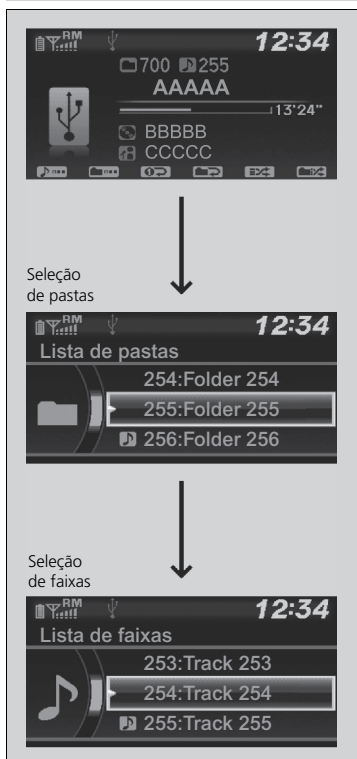 RM 12:34
700 255
AAAAA
13'24"
BBBBB
CCCCC
Seleção
de pastas
RM 12:34
Lista de pastas
254:Folder 254
255:Folder 255
256:Folder 256
Seleção
de faixas
RM 12:34
Lista de faixas
253:Track 253
254:Track 254
255:Track 255